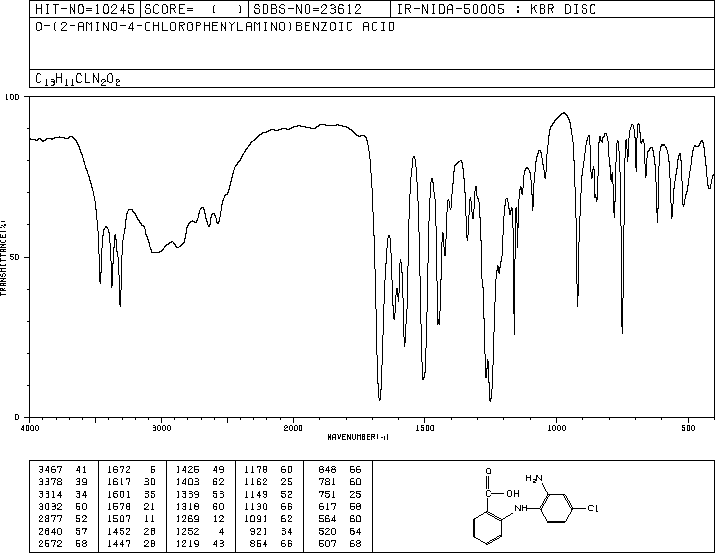 HIT-NO=10245 SCORE= ( ) SDBS-NO=23612 IR-NIDA-50005 : KBR DISC
O-(2-AMINO-4-CHLOROPHENYLAMINO)BENZOIC ACID
C13H11CLN2O2
100
50
0
TRANSMITTANCE(%)
4000 3000 2000 1500 1000 500
WAVENUMBER(-1)
3467 41 1672 5 1426 49 1178 60 848 66
3378 39 1617 30 1403 62 1162 25 781 60
3314 34 1601 35 1339 53 1149 52 751 25
3032 50 1578 21 1318 60 1130 66 617 58
2877 52 1507 11 1269 12 1091 62 564 60
2640 57 1452 28 1252 4 921 34 520 64
2572 58 1447 28 1219 43 864 66 507 68
O
C—OH
NH
H2N
Cl